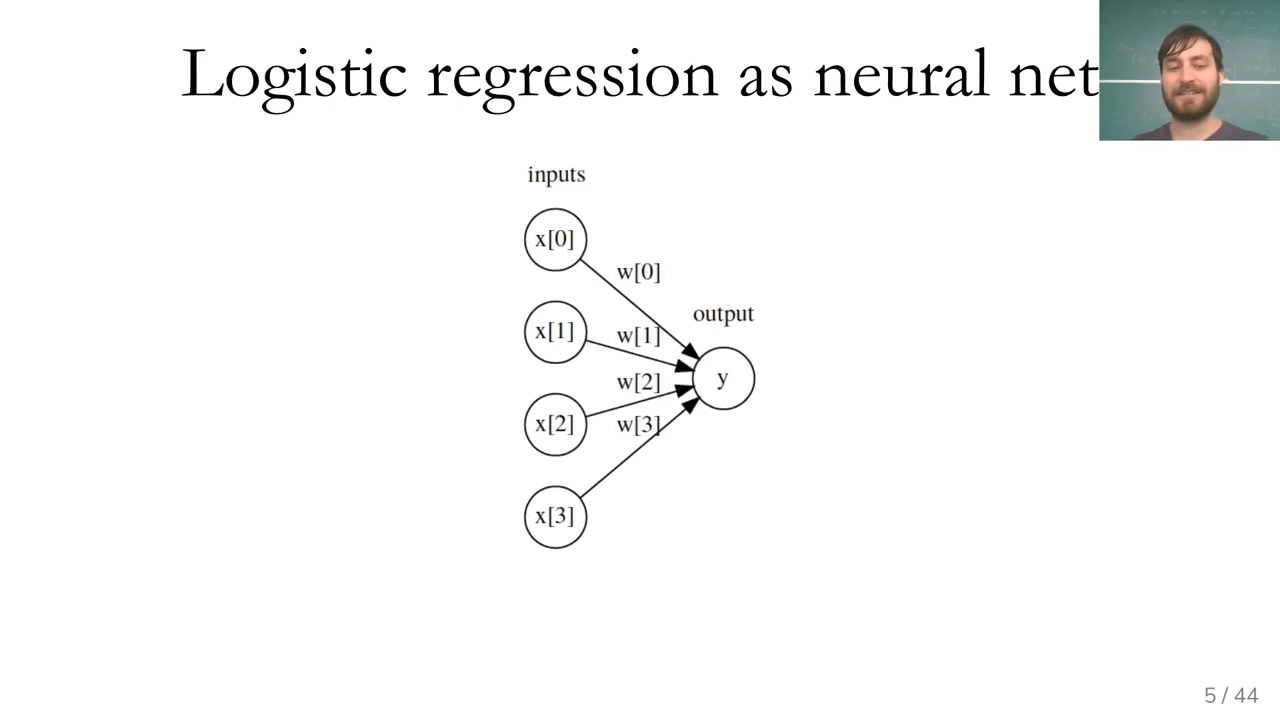 Logistic regression as neural net
inputs
x[0]
w[0]
output
x[1]
w[1]
w[2]
y
x[2]
w[3]
x[3]
5 / 44